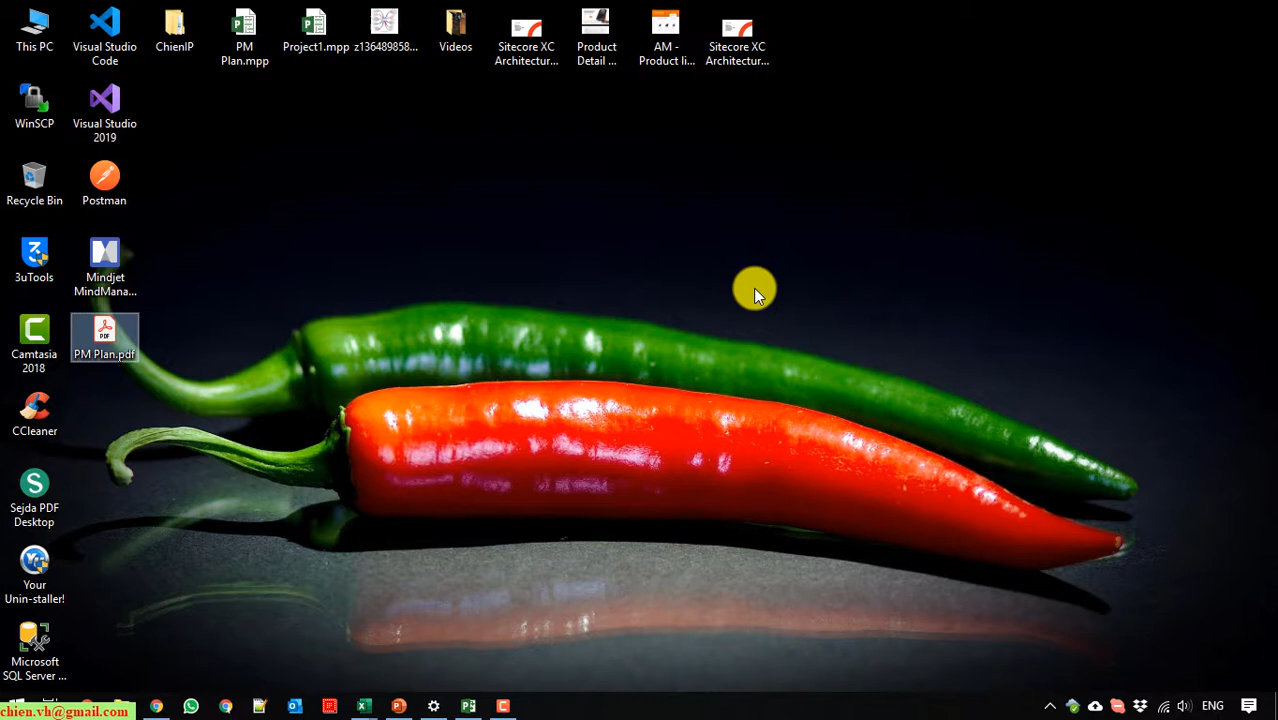 This PC
Visual Studio
Code
ChienIP
PM
Plan.mpp
Project1.mpp
z136489858...
Videos
Sitecore XC
Architectur...
Product
Detail ...
AM -
Product li...
Sitecore XC
Architectur...
WinSCP
Visual Studio
2019
Recycle Bin
Postman
3uTools
Mindjet
MindMana...
Camtasia
2018
PDF
PM Plan.pdf
CCleaner
Sejda PDF
Desktop
Your
Unin-staller!
Microsoft
SQL Server ...
chien.vh@gmail.com
ENG